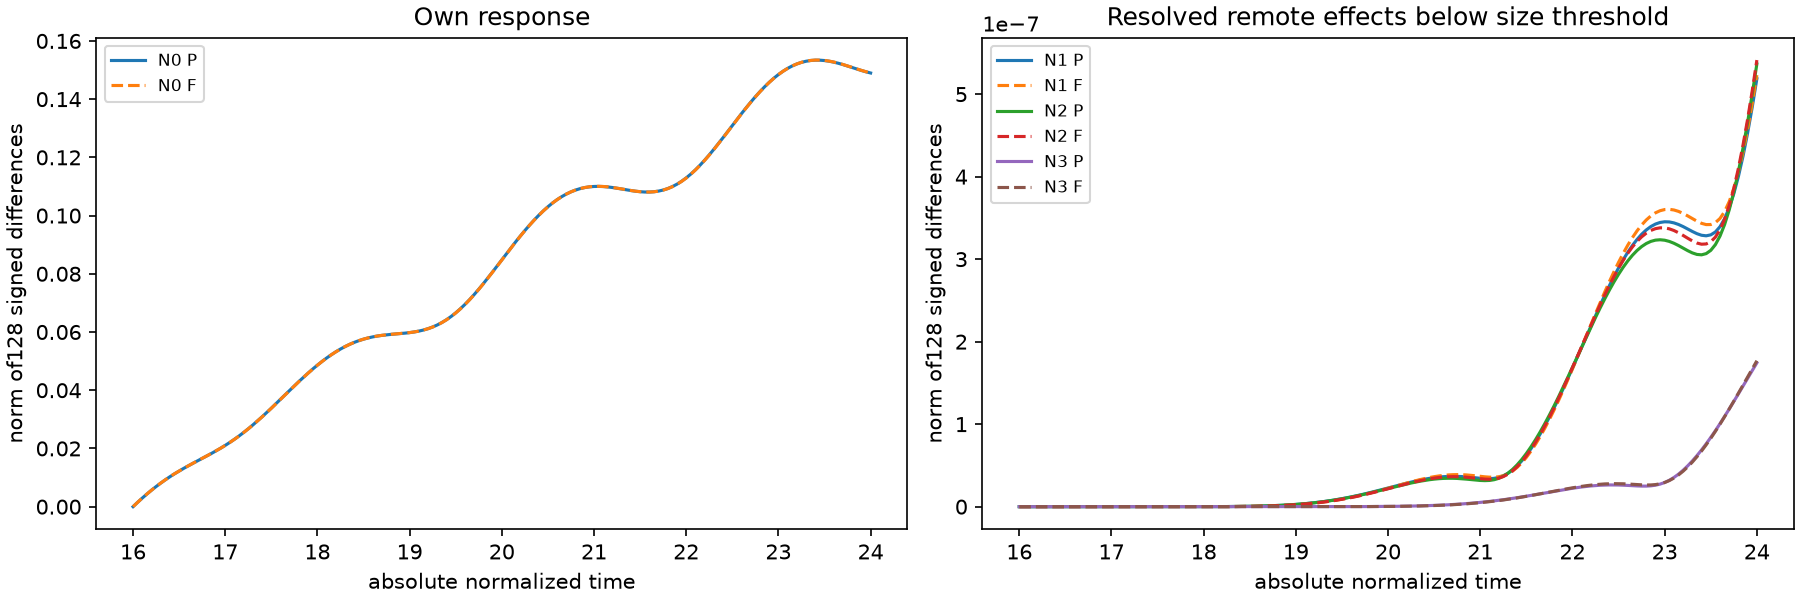 Own response
N0 P
N0 F
0.16
0.14
0.12
0.10
0.08
0.06
0.04
0.02
0.00
norm of128 signed differences
16 17 18 19 20 21 22 23 24
absolute normalized time
Resolved remote effects below size threshold
1e−7
N1 P
N1 F
N2 P
N2 F
N3 P
N3 F
5
4
3
2
1
0
norm of128 signed differences
16 17 18 19 20 21 22 23 24
absolute normalized time